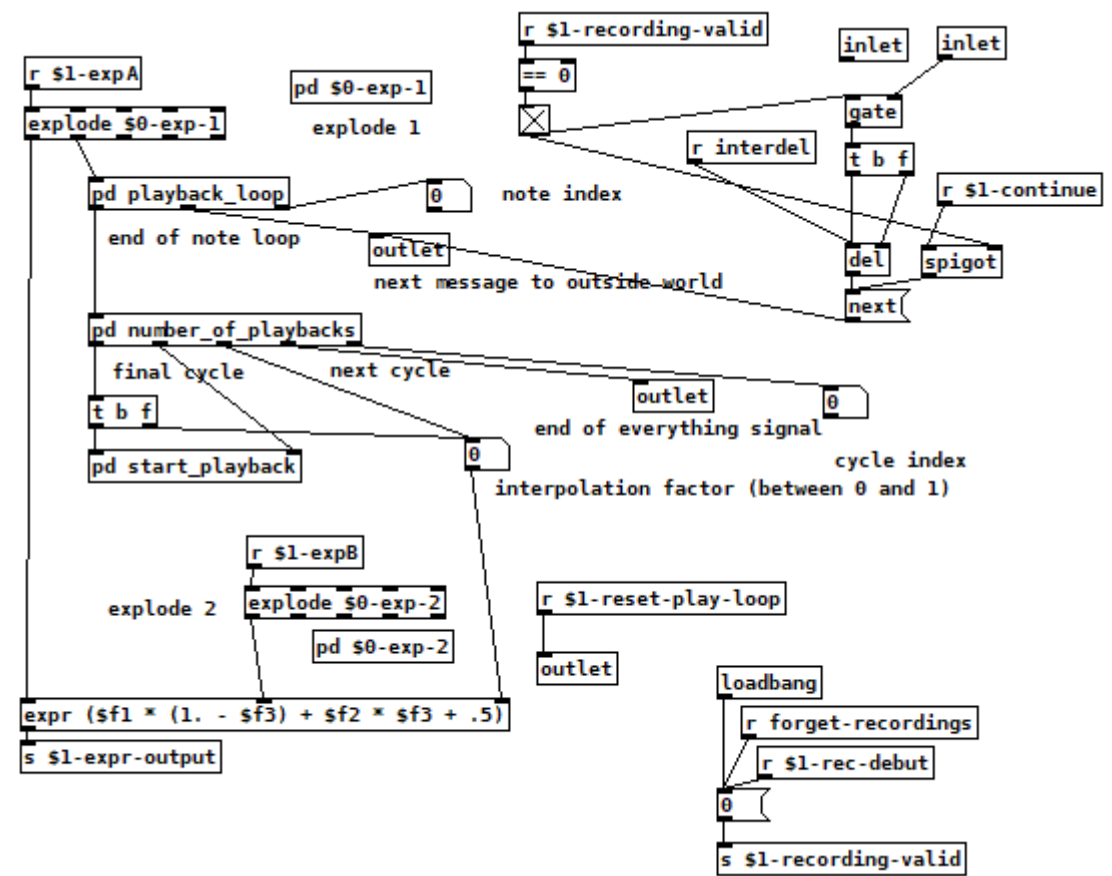 r $1-recording-valid
inlet
inlet
r $1-expA
== 0
pd $0-exp-1
gate
explode $0-exp-1
explode 1
r interdel
t b f
pd playback_loop
0
note index
r $1-continue
end of note loop
outlet
del
spigot
next message to outside world
next
pd number_of_playbacks
final cycle
next cycle
outlet
0
t b f
end of everything signal
0
cycle index
pd start_playback
interpolation factor (between 0 and 1)
r $1-expB
explode 2
explode $0-exp-2
r $1-reset-play-loop
pd $0-exp-2
outlet
loadbang
expr ($f1 * (1. - $f3) + $f2 * $f3 + .5)
r forget-recordings
s $1-expr-output
r $1-rec-debut
0
s $1-recording-valid